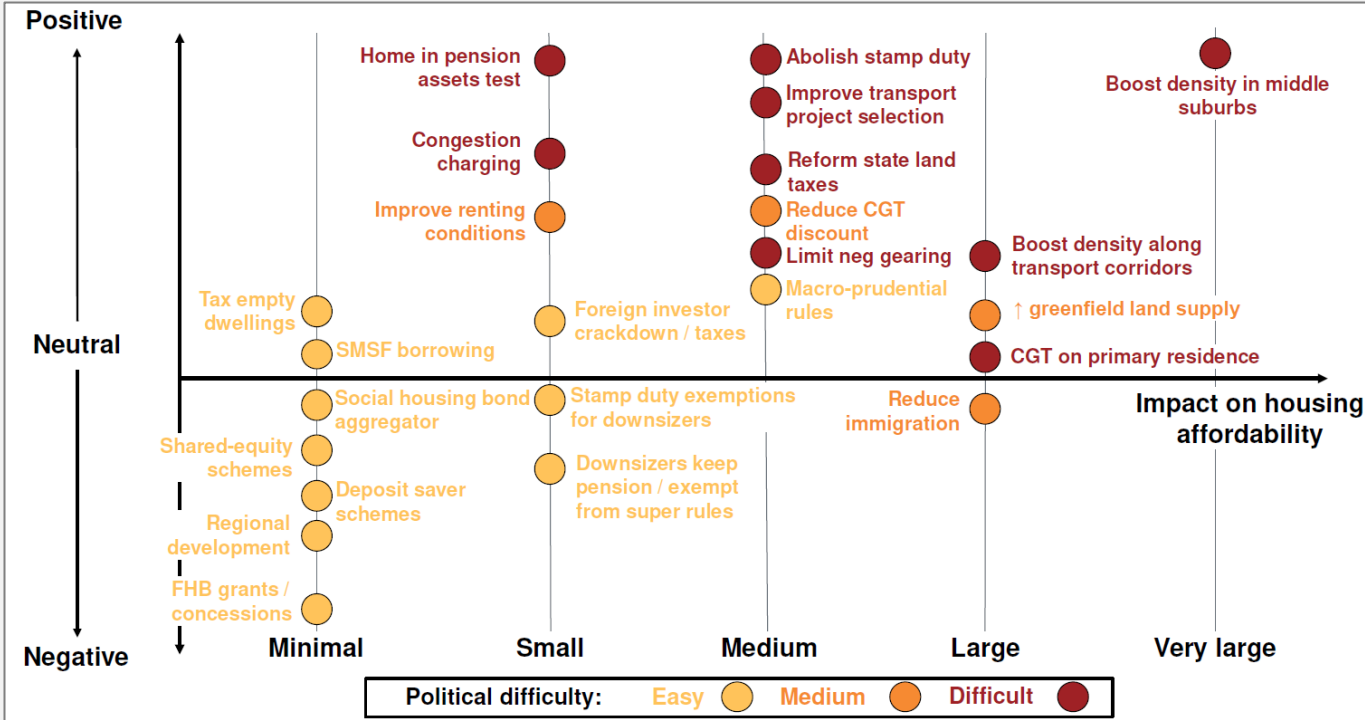 Positive
Neutral
Negative
Home in pension
assets test
Congestion
charging
Improve renting
conditions
Tax empty
dwellings
SMSF borrowing
Social housing bond
aggregator
Shared-equity
schemes
Deposit saver
schemes
Regional
development
FHB grants /
concessions
Foreign investor
crackdown / taxes
Stamp duty exemptions
for downsizers
Downsizers keep
pension / exempt
from super rules
Abolish stamp duty
Improve transport
project selection
Reform state land
taxes
Reduce CGT
discount
Limit neg gearing
Macro-prudential
rules
Boost density along
transport corridors
↑ greenfield land supply
CGT on primary residence
Reduce
immigration
Boost density in middle
suburbs
Impact on housing
affordability
Minimal
Small
Medium
Large
Very large
Political difficulty: Easy Medium Difficult